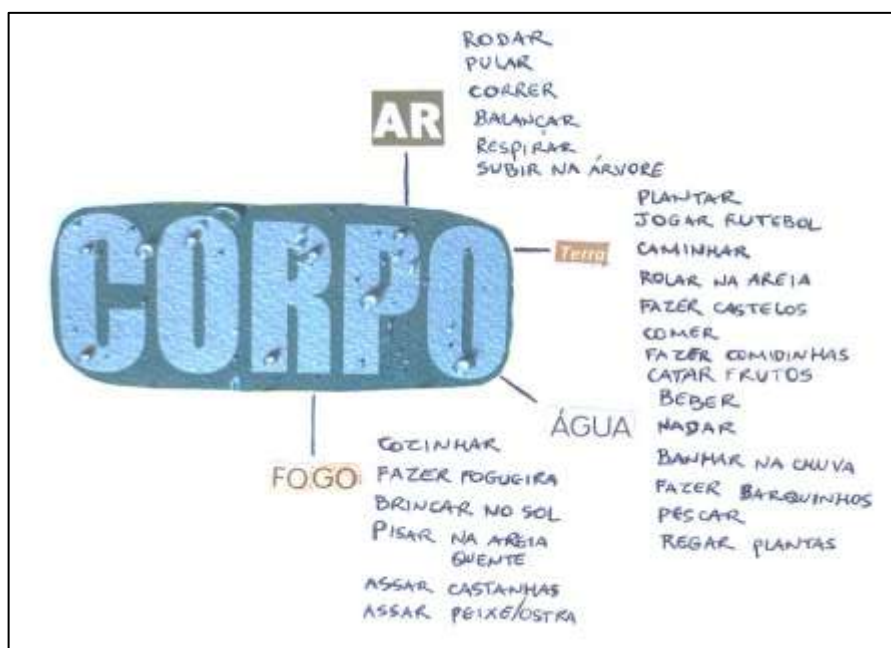 AR
RODAR
PULAR
CORRER
BALANÇAR
RESPIRAR
SUBIR NA ÁRVORE
CORPO
Terra
PLANTAR
JOGAR FUTEBOL
CAMINHAR
ROLAR NA AREIA
FAZER CASTELOS
COMER
FAZER COMIDINHAS
CATAR FRUTOS
ÁGUA
BEBER
NADAR
BANHAR NA CHUVA
FAZER BARQUINHOS
PESCAR
REGAR PLANTAS
FOGO
COZINHAR
FAZER FOGUEIRA
BRINCAR NO SOL
PISAR NA AREIA
QUENTE
ASSAR CASTANHAS
ASSAR PEIXE/OSTRA